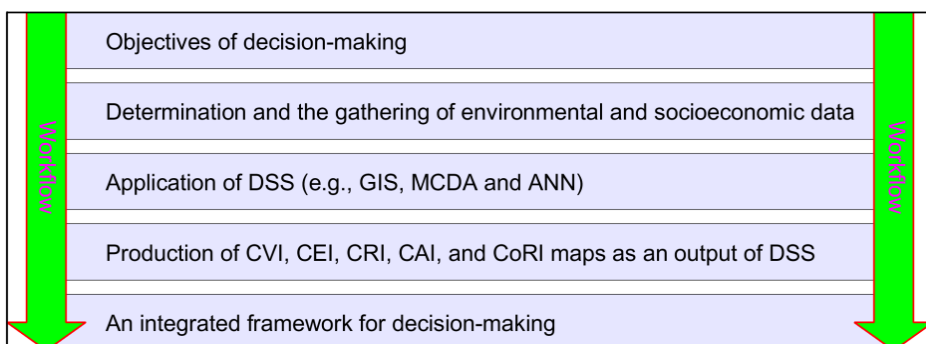 Objectives of decision-making
Determination and the gathering of environmental and socioeconomic data
Application of DSS (e.g., GIS, MCDA and ANN)
Production of CVI, CEI, CRI, CAI, and CoRI maps as an output of DSS
An integrated framework for decision-making
Workflow
Workflow